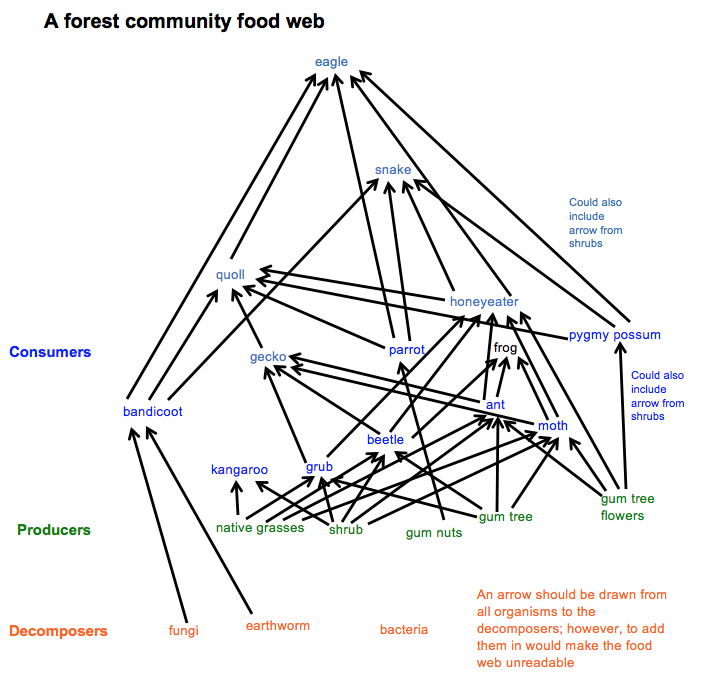 A forest community food web
eagle
snake
Could also
include
arrow from
shrubs
quoll
honeyeater
pygmy possum
Consumers
gecko
parrot
frog
Could also
include
arrow from
shrubs
bandicoot
ant
moth
beetle
kangaroo
grub
gum tree
flowers
Producers
native grasses
shrub
gum nuts
gum tree
An arrow should be drawn from
all organisms to the
decomposers; however, to add
them in would make the food
web unreadable
Decomposers
fungi
earthworm
bacteria